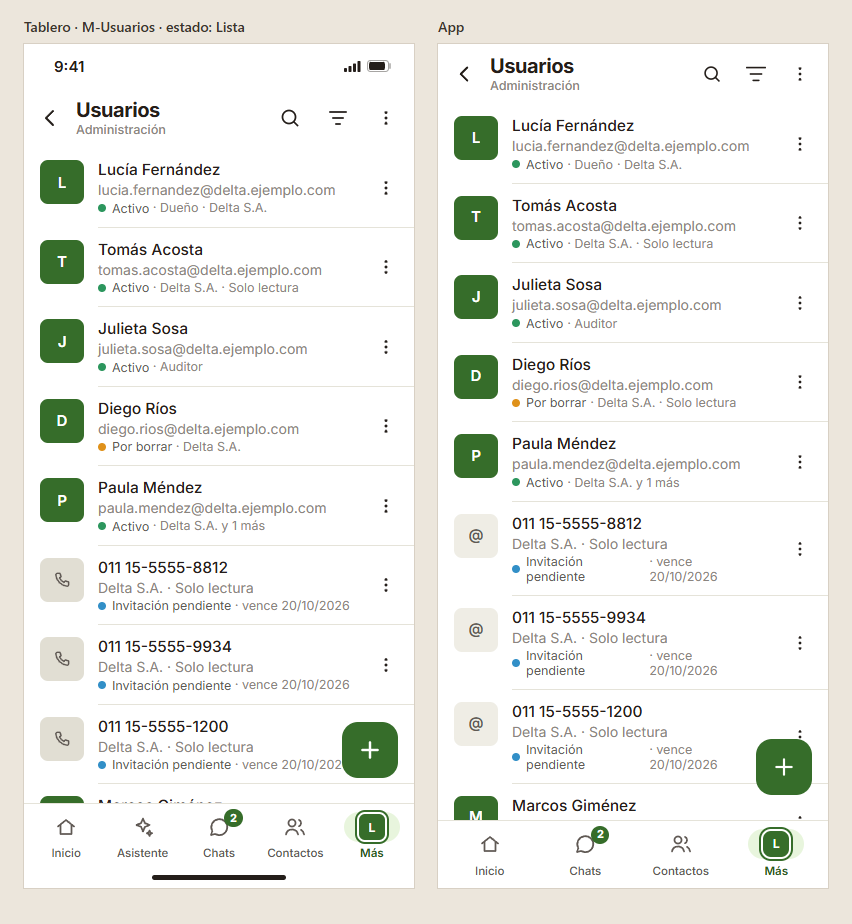 Tablero · M-Usuarios · estado: Lista
9:41
Usuarios
Administración
L
Lucía Fernández
lucia.fernandez@delta.ejemplo.com
Activo · Dueño · Delta S.A.
T
Tomás Acosta
tomas.acosta@delta.ejemplo.com
Activo · Delta S.A. · Solo lectura
J
Julieta Sosa
julieta.sosa@delta.ejemplo.com
Activo · Auditor
D
Diego Ríos
diego.rios@delta.ejemplo.com
Por borrar · Delta S.A.
P
Paula Méndez
paula.mendez@delta.ejemplo.com
Activo · Delta S.A. y 1 más
011 15-5555-8812
Delta S.A. · Solo lectura
Invitación pendiente · vence 20/10/2026
011 15-5555-9934
Delta S.A. · Solo lectura
Invitación pendiente · vence 20/10/2026
011 15-5555-1200
Delta S.A. · Solo lectura
Invitación pendiente · vence 20/10/202
Inicio
Asistente
2
Chats
Contactos
L
Más
App
Usuarios
Administración
L
Lucía Fernández
lucia.fernandez@delta.ejemplo.com
Activo · Dueño · Delta S.A.
T
Tomás Acosta
tomas.acosta@delta.ejemplo.com
Activo · Delta S.A. · Solo lectura
J
Julieta Sosa
julieta.sosa@delta.ejemplo.com
Activo · Auditor
D
Diego Ríos
diego.rios@delta.ejemplo.com
Por borrar · Delta S.A. · Solo lectura
P
Paula Méndez
paula.mendez@delta.ejemplo.com
Activo · Delta S.A. y 1 más
@
011 15-5555-8812
Delta S.A. · Solo lectura
Invitación · vence
pendiente 20/10/2026
@
011 15-5555-9934
Delta S.A. · Solo lectura
Invitación · vence
pendiente 20/10/2026
@
011 15-5555-1200
Delta S.A. · Solo lectura
Invitación · vence
pendiente 20/10/2026
M
Marcos Giménez
Inicio
2
Chats
Contactos
L
Más